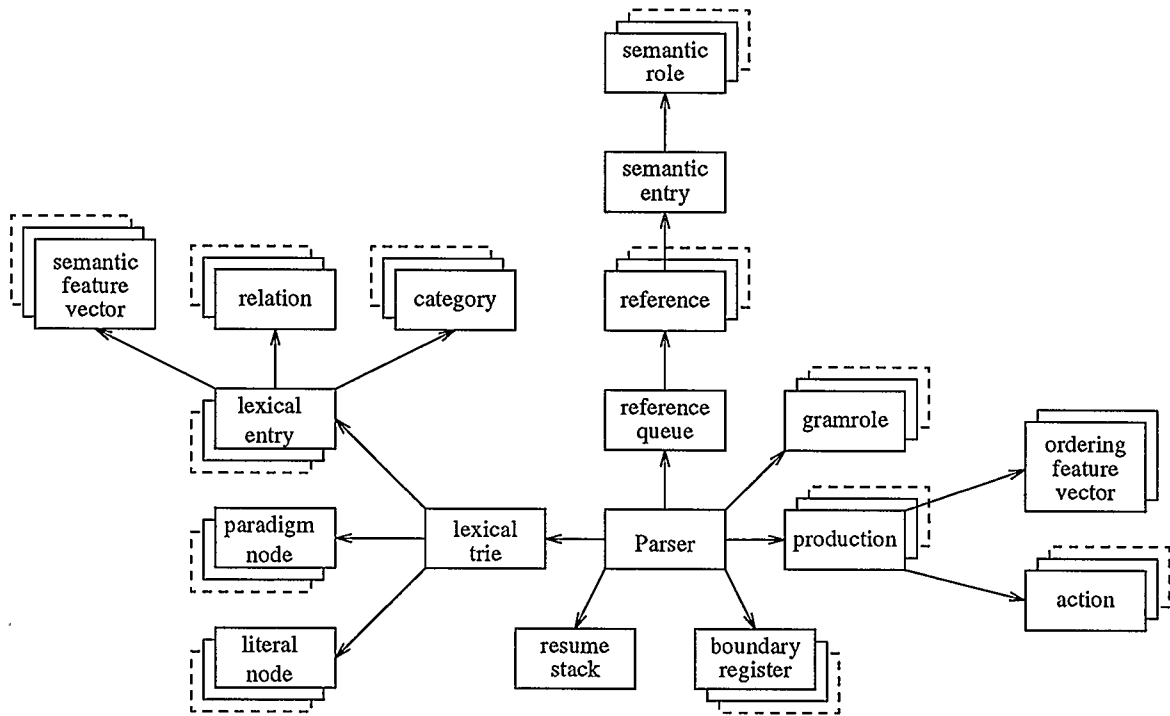 semantic
role
semantic
entry
semantic
feature
vector
relation
category
reference
lexical
entry
reference
queue
gramrole
ordering
feature
vector
paradigm
node
lexical
trie
Parser
production
action
literal
node
resume
stack
boundary
register